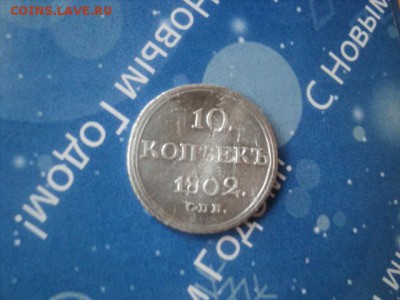 COINS.LAVE.RU
НОВЫМ ГОДОМ!
С Новым
10.
КОПѢЕКЪ
1802.
С.П.Б.